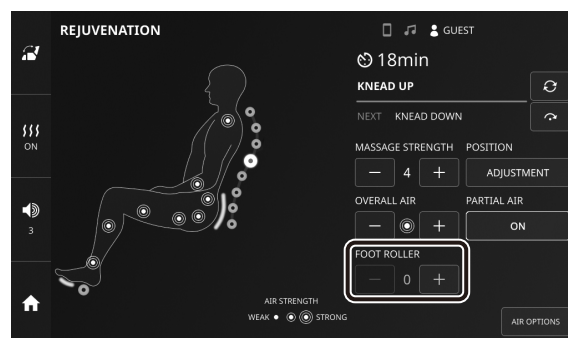 REJUVENATION
GUEST
18min
KNEAD UP
NEXT KNEAD DOWN
ON
MASSAGE STRENGTH POSITION
4 ADJUSTMENT
OVERALL AIR PARTIAL AIR
ON
3
FOOT ROLLER
0
AIR STRENGTH
WEAK STRONG
AIR OPTIONS